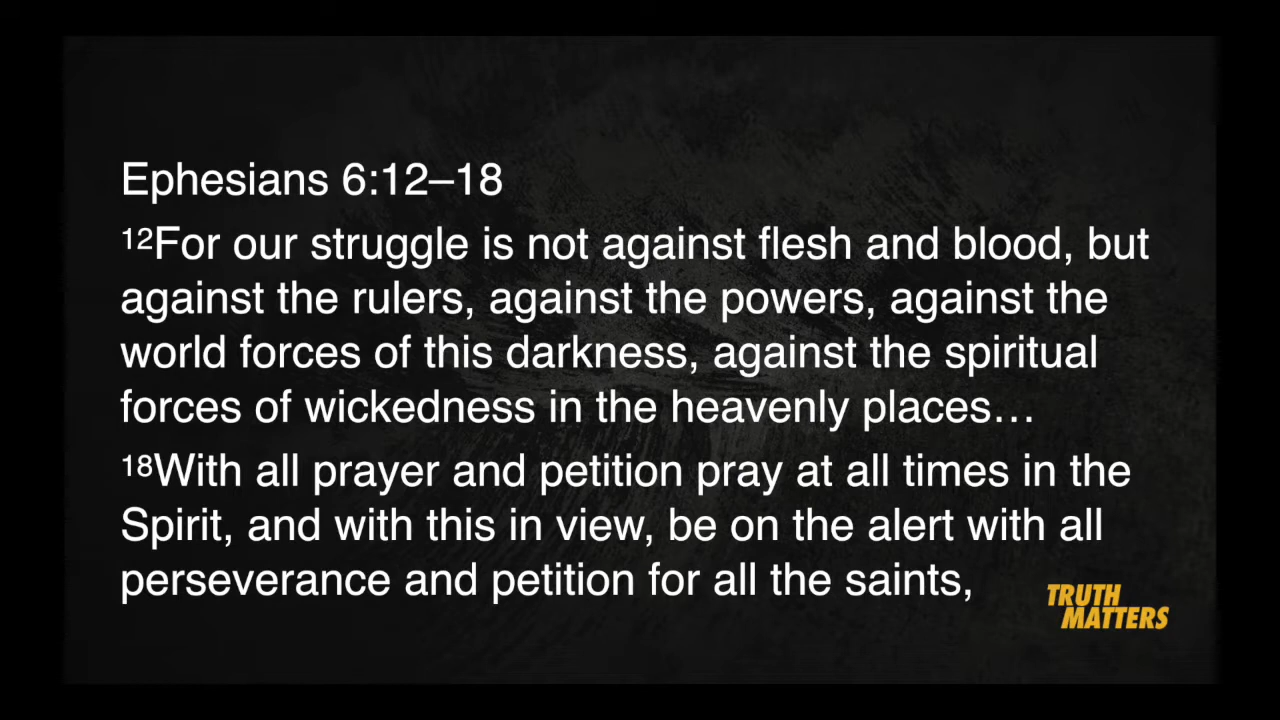 Ephesians 6:12–18
12For our struggle is not against flesh and blood, but
against the rulers, against the powers, against the
world forces of this darkness, against the spiritual
forces of wickedness in the heavenly places…
18With all prayer and petition pray at all times in the
Spirit, and with this in view, be on the alert with all
perseverance and petition for all the saints,
TRUTH
MATTERS